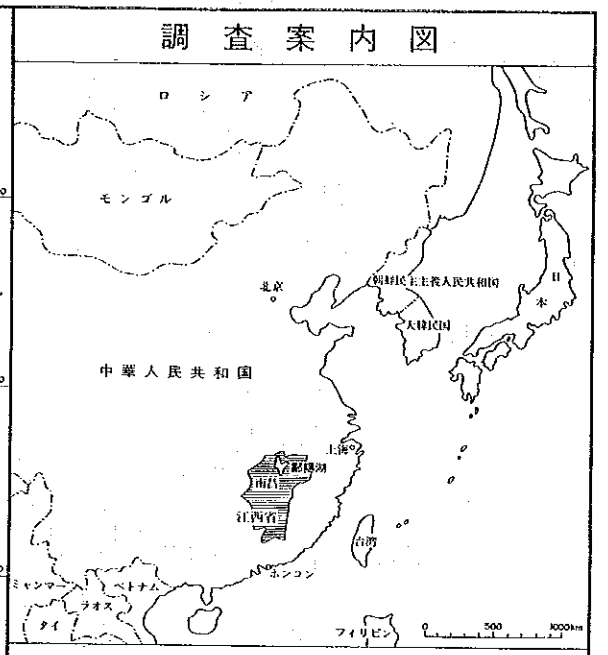 調査案内図
ロシア
モンゴル
北京
朝鮮民主主義人民共和国
大韓民国
日本
中華人民共和国
上海
鄱陽湖
南昌
江西省
台湾
ホンコン
ミャンマー
ベトナム
ラオス
タイ
フィリピン
0 500 1000km